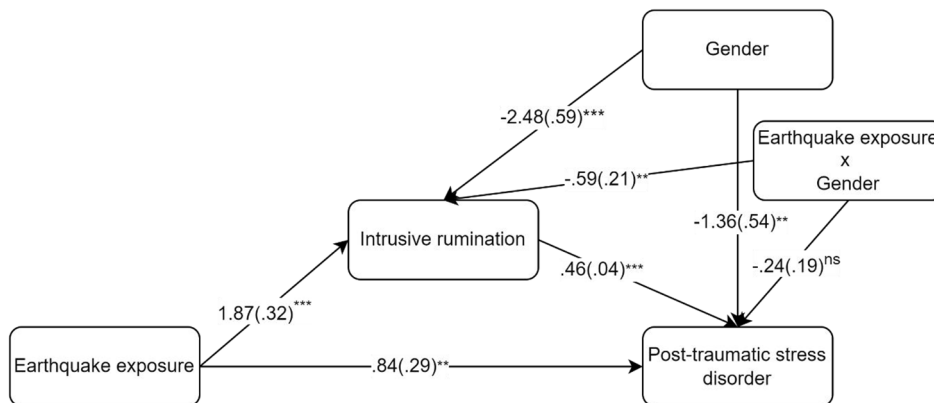 Gender
-2.48(.59)***
Earthquake exposure
x
Gender
-.59(.21)**
-1.36(.54)**
Intrusive rumination
.46(.04)***
-.24(.19)ns
1.87(.32)***
Earthquake exposure
.84(.29)**
Post-traumatic stress
disorder